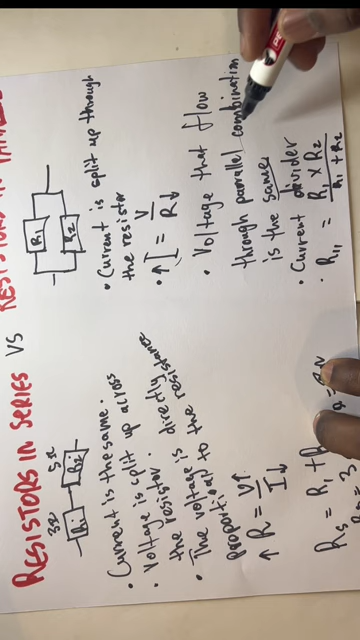 RESISTORS IN SERIES VS RESISTORS IN
3Ω 5Ω
R1 R2
• Current is the same.
• Voltage is split up across
the resistor.
• The voltage is directly
proportional to the resistance
↑ R = V↑
I↓
Rs = R1 + R
R1
R2
• Current is split up through
the resistor
• ↑ I = V
R↓
• Voltage that flow
through parallel combination
is the same
• Current divider
• R11 = R1 x R2
R1 + R2